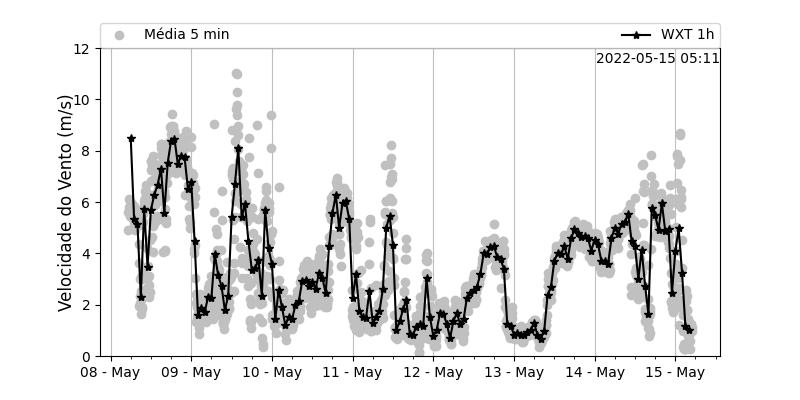 Média 5 min
WXT 1h
2022-05-15 05:11
Velocidade do Vento (m/s)
12
10
8
6
4
2
0
08 - May
09 - May
10 - May
11 - May
12 - May
13 - May
14 - May
15 - May